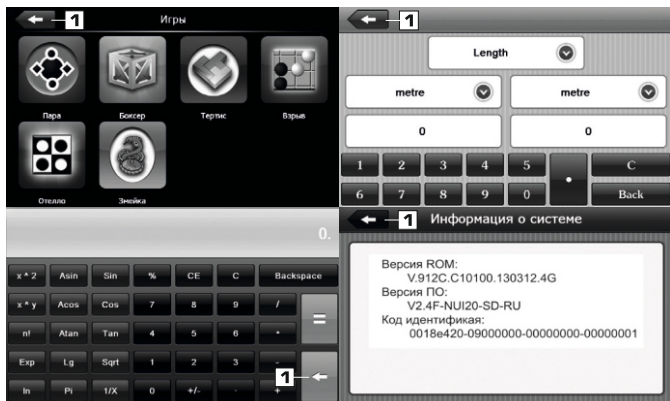 1
Игры
Пара
Боксер
Тертис
Взрыв
Отелло
Змейка
1
Length
metre
metre
0
0
1 2 3 4 5 . C
6 7 8 9 0 Back
0.
x^2 Asin Sin % CE C Backspace
x^y Acos Cos 7 8 9 / =
n! Atan Tan 4 5 6 *
Exp Lg Sqrt 1 2 3 -
1
ln Pi 1/X 0 +/- . +
1
Информация о системе
Версия ROM:
V.912C.C10100.130312.4G
Версия ПО:
V2.4F-NUI20-SD-RU
Код идентификая:
0018e420-09000000-00000000-00000001